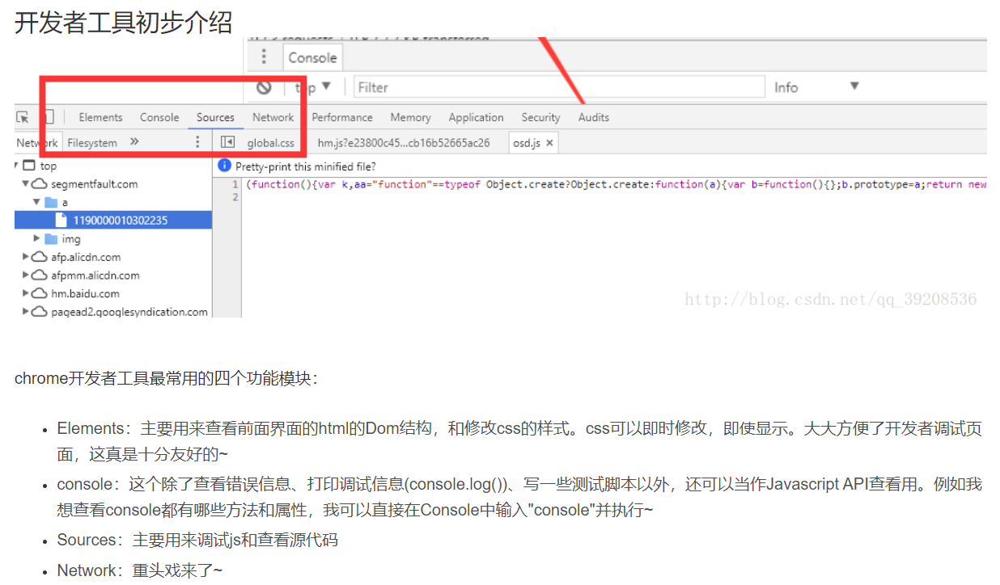 开发者工具初步介绍
Console
top
Filter
Info
Elements Console Sources Network Performance Memory Application Security Audits
Network Filesystem » global.css hm.js?e23800c45...cb16b52665ac26 osd.js ×
top
Pretty-print this minified file?
segmentfault.com
1 (function(){var k,aa="function"==typeof Object.create?Object.create:function(a){var b=function(){};b.prototype=a;return new
2
a
1190000010302235
img
afp.alicdn.com
afpmm.alicdn.com
hm.baidu.com
http://blog.csdn.net/qq_39208536
pagead2.googlesyndication.com
chrome开发者工具最常用的四个功能模块：
• Elements：主要用来查看前面界面的html的Dom结构，和修改css的样式。css可以即时修改，即使显示。大大方便了开发者调试页
面，这真是十分友好的~
• console：这个除了查看错误信息、打印调试信息(console.log())、写一些测试脚本以外，还可以当作Javascript API查看用。例如我
想查看console都有哪些方法和属性，我可以直接在Console中输入"console"并执行~
• Sources：主要用来调试js和查看源代码
• Network：重头戏来了~